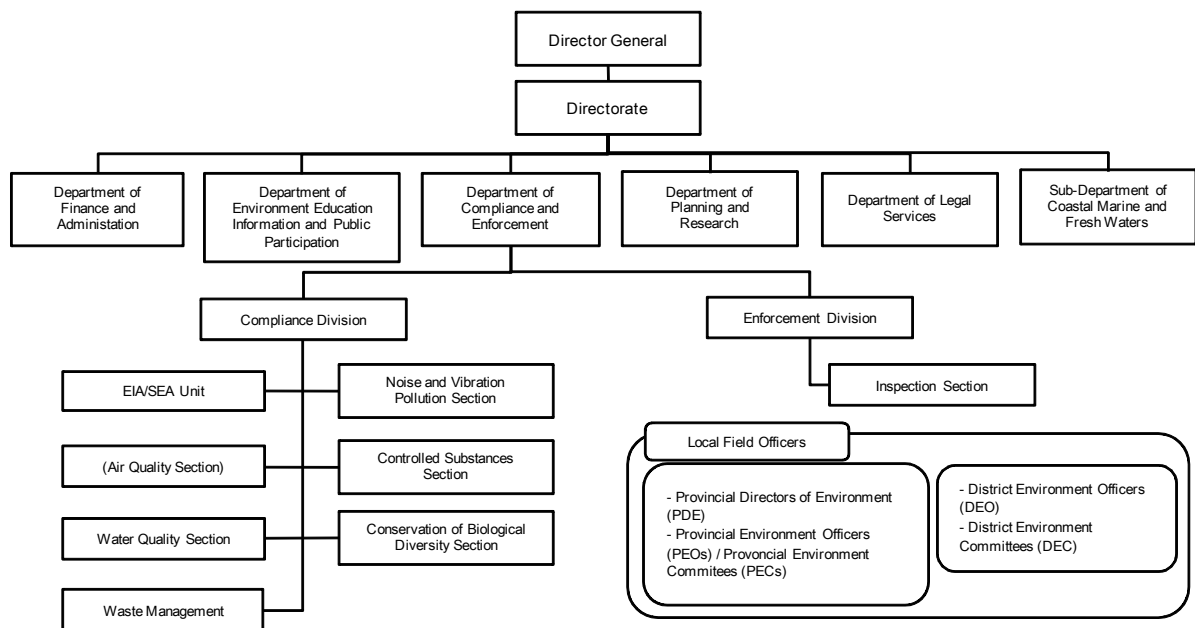 Director General
Directorate
Department of
Finance and
Administation
Department of
Environment Education
Information and Public
Participation
Department of
Compliance and
Enforcement
Department of
Planning and
Research
Department of Legal
Services
Sub-Department of
Coastal Marine and
Fresh Waters
Compliance Division
Enforcement Division
EIA/SEA Unit
Noise and Vibration
Pollution Section
Inspection Section
(Air Quality Section)
Controlled Substances
Section
Water Quality Section
Conservation of Biological
Diversity Section
Waste Management
Local Field Officers
- Provincial Directors of Environment
(PDE)
- Provincial Environment Officers
(PEOs) / Provoncial Environment
Commitees (PECs)
- District Environment Officers
(DEO)
- District Environment
Committees (DEC)